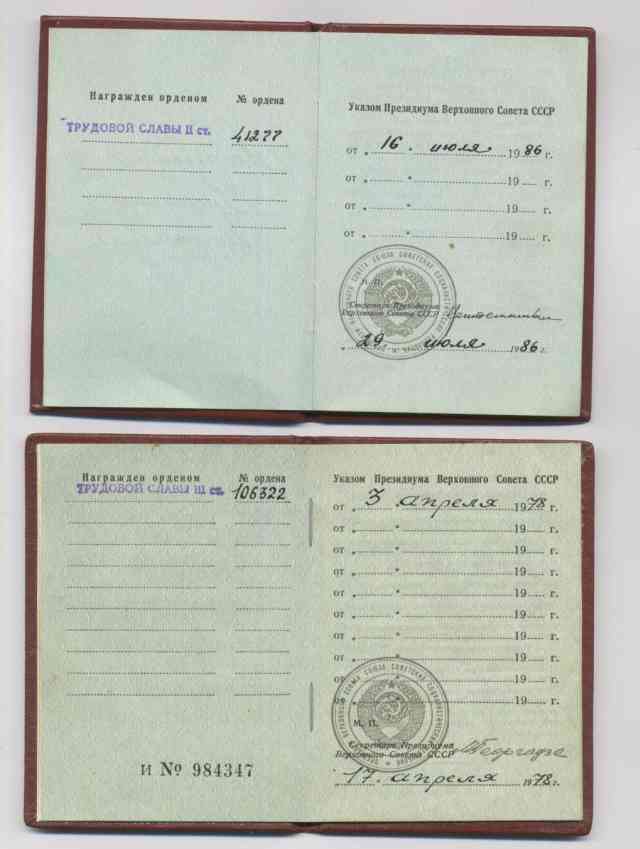 Награжден орденом № ордена
ТРУДОВОЙ СЛАВЫ II ст. 41277
Указом Президиума Верховного Совета СССР
от „16. июля 1986 г.
от „ " 19 г.
от „ " 19 г.
от „ " 19 г.
М. П.
Секретарь Президиума
Верховного Совета СССР
„29 июля 1986 г.
Награжден орденом № ордена
ТРУДОВОЙ СЛАВЫ III ст. 106322
И № 984347
Указом Президиума Верховного Совета СССР
от „3 апреля 1978 г.
от „ " 19 г.
от „ " 19 г.
от „ " 19 г.
от „ " 19 г.
от „ " 19 г.
от „ " 19 г.
от „ " 19 г.
от „ " 19 г.
от „ " 19 г.
М. П.
Секретарь Президиума
Верховного Совета СССР Георгадзе
„17. апреля 1978 г.